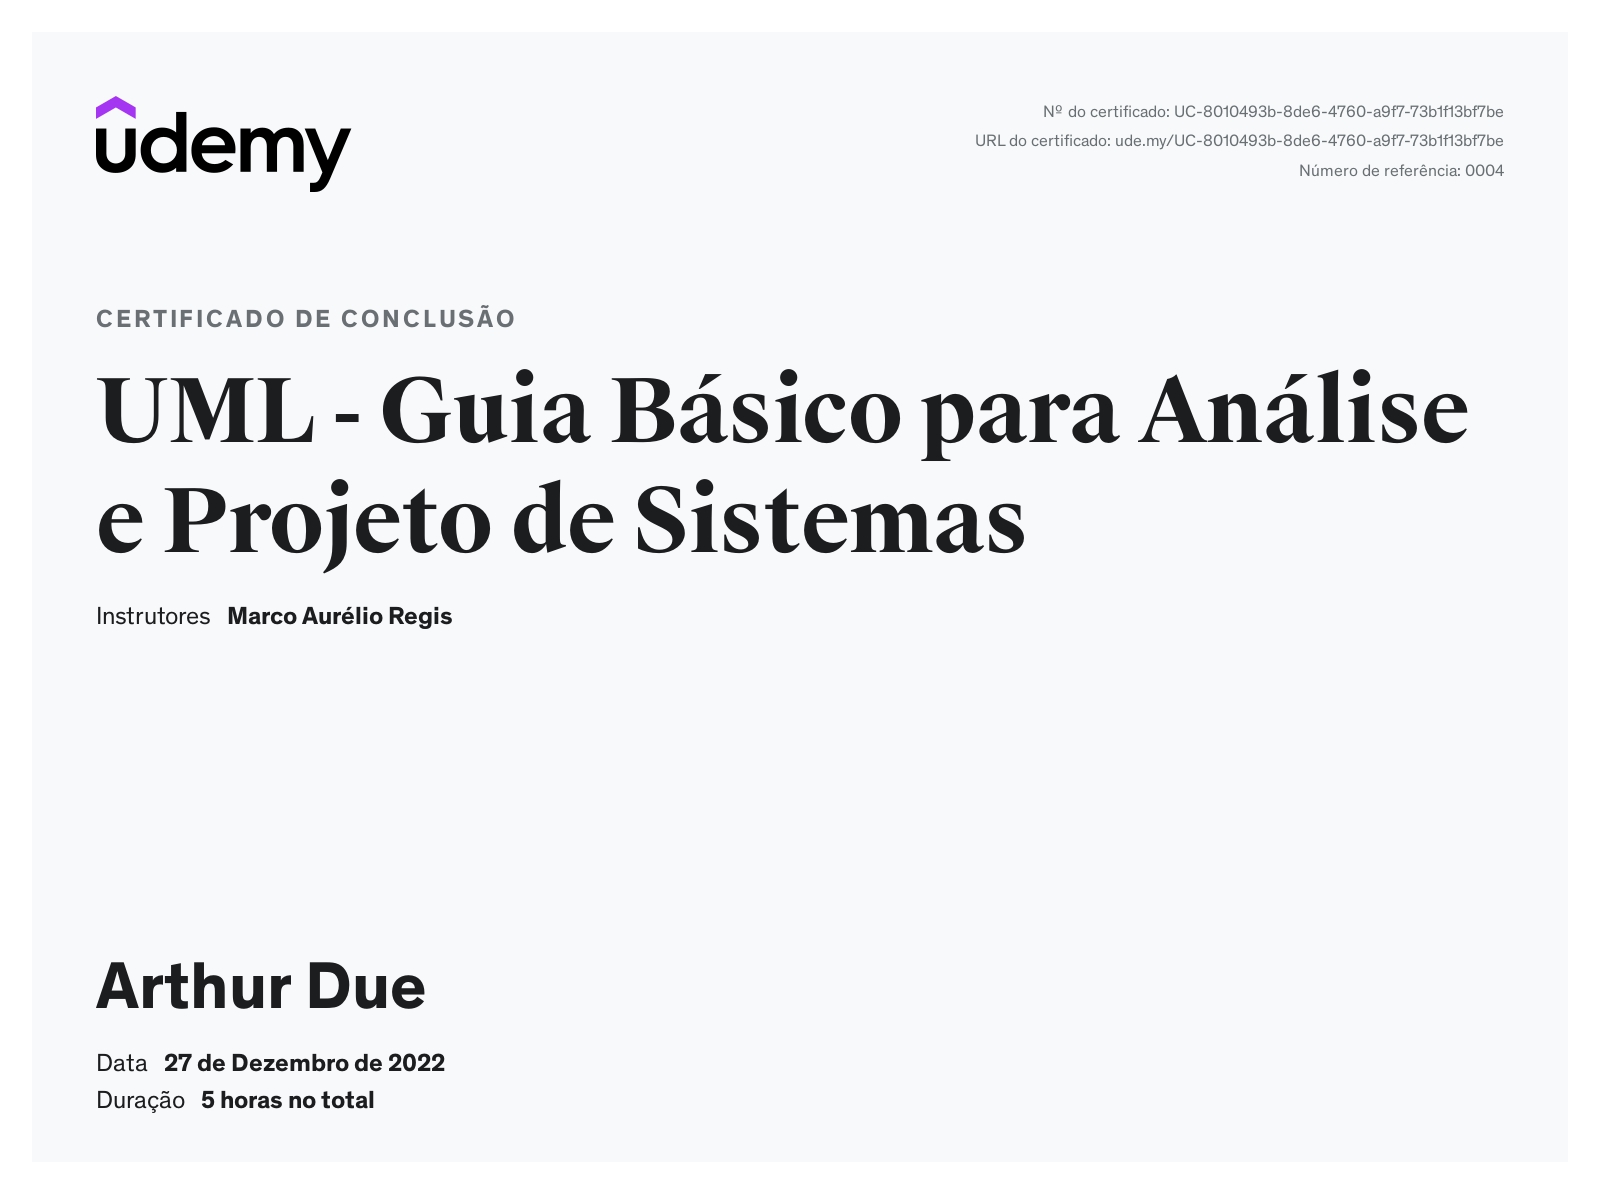 udemy
Nº do certificado: UC-8010493b-8de6-4760-a9f7-73b1f13bf7be
URL do certificado: ude.my/UC-8010493b-8de6-4760-a9f7-73b1f13bf7be
Número de referência: 0004
CERTIFICADO DE CONCLUSÃO
UML - Guia Básico para Análise
e Projeto de Sistemas
Instrutores Marco Aurélio Regis
Arthur Due
Data 27 de Dezembro de 2022
Duração 5 horas no total